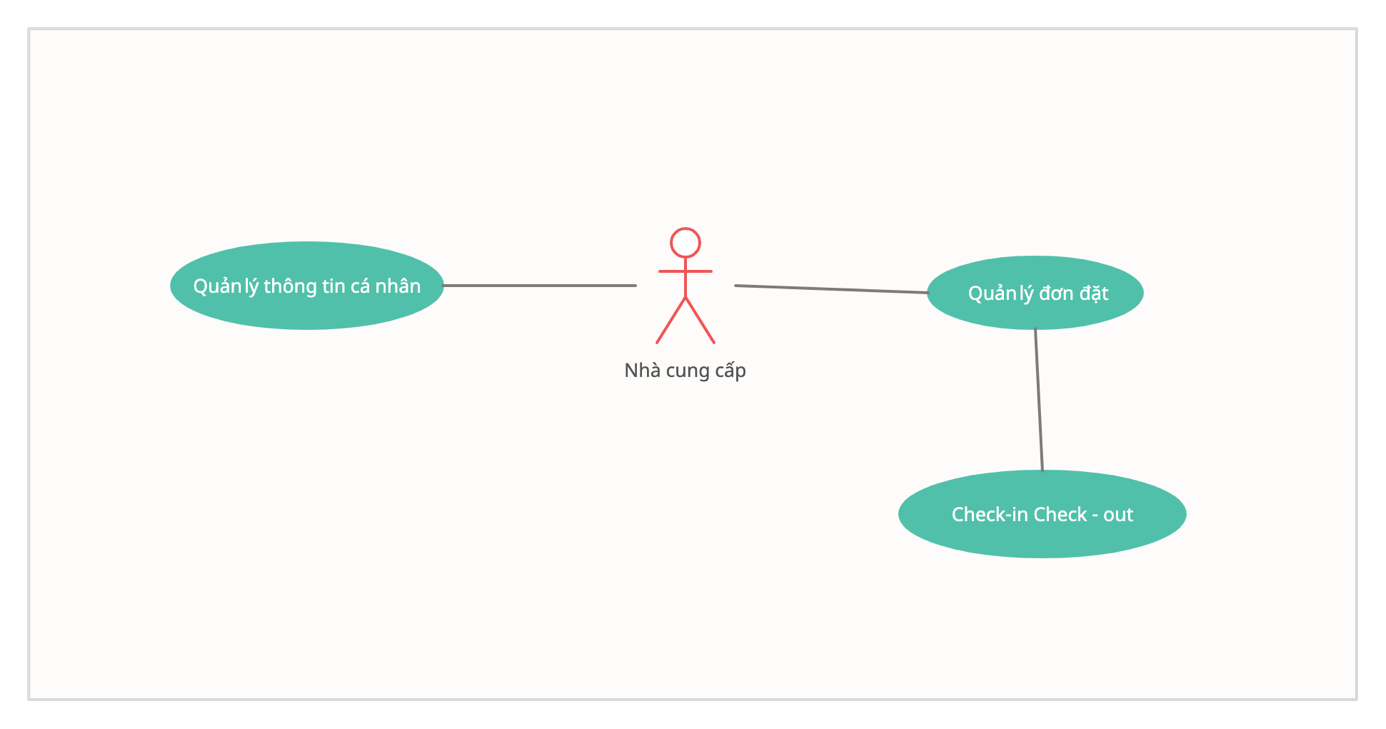 Quản lý thông tin cá nhân
Quản lý đơn đặt
Nhà cung cấp
Check-in Check - out